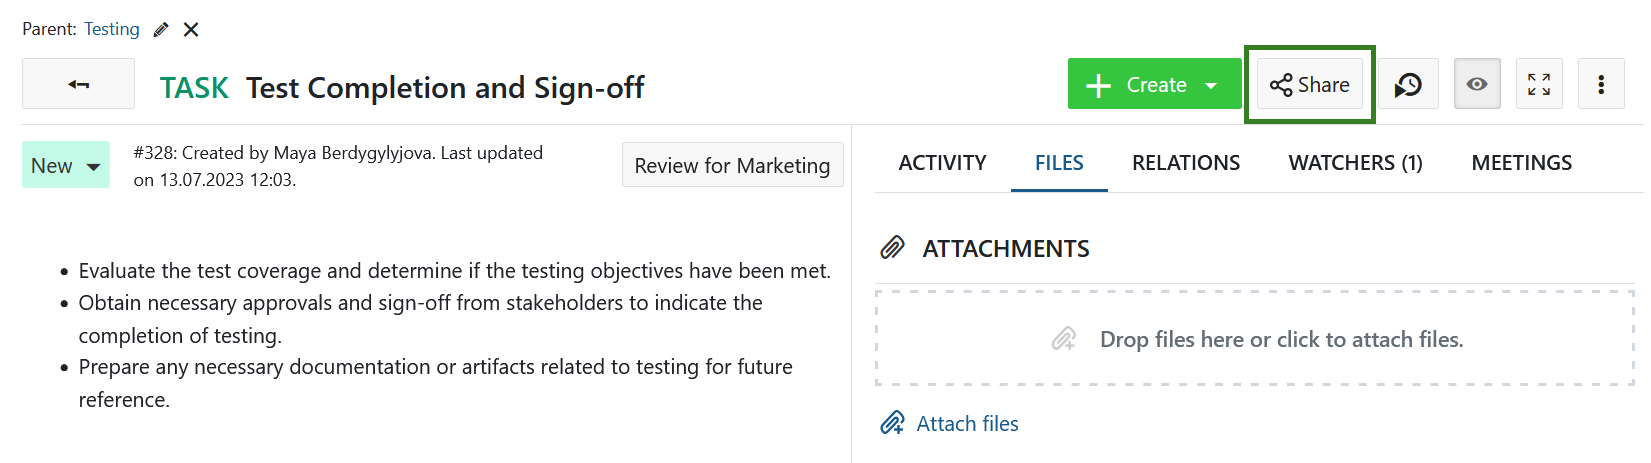 Parent: Testing
TASK Test Completion and Sign-off
Create
Share
New
#328: Created by Maya Berdygylyjova. Last updated
on 13.07.2023 12:03.
Review for Marketing
• Evaluate the test coverage and determine if the testing objectives have been met.
• Obtain necessary approvals and sign-off from stakeholders to indicate the
completion of testing.
• Prepare any necessary documentation or artifacts related to testing for future
reference.
ACTIVITY FILES RELATIONS WATCHERS (1) MEETINGS
ATTACHMENTS
Drop files here or click to attach files.
Attach files